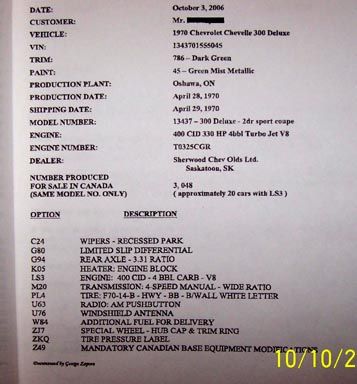 DATE: October 3, 2006
CUSTOMER: Mr.
VEHICLE: 1970 Chevrolet Chevelle 300 Deluxe
VIN: 1343701555045
TRIM: 786 – Dark Green
PAINT: 45 – Green Mist Metallic
PRODUCTION PLANT: Oshawa, ON
PRODUCTION DATE: April 28, 1970
SHIPPING DATE: April 29, 1970
MODEL NUMBER: 13437 – 300 Deluxe - 2dr sport coupe
ENGINE: 400 CID 330 HP 4bbl Turbo Jet V8
ENGINE NUMBER: T0325CGR
DEALER: Sherwood Chev Olds Ltd.
Saskatoon, SK
NUMBER PRODUCED
FOR SALE IN CANADA 3, 048
(SAME MODEL NO. ONLY) ( approximately 20 cars with LS3 )
OPTION DESCRIPTION
C24 WIPERS - RECESSED PARK
G80 LIMITED SLIP DIFFERENTIAL
G94 REAR AXLE - 3.31 RATIO
K05 HEATER: ENGINE BLOCK
LS3 ENGINE: 400 CID - 4 BBL CARB - V8
M20 TRANSMISSION: 4-SPEED MANUAL - WIDE RATIO
PL4 TIRE: F70-14-B - HWY - BB - B/WALL WHITE LETTER
U63 RADIO: AM PUSHBUTTON
U76 WINDSHIELD ANTENNA
W84 ADDITIONAL FUEL FOR DELIVERY
ZJ7 SPECIAL WHEEL - HUB CAP & TRIM RING
ZKQ TIRE PRESSURE LABEL
Z49 MANDATORY CANADIAN BASE EQUIPMENT MODIFICATIONS
George
10/10/2